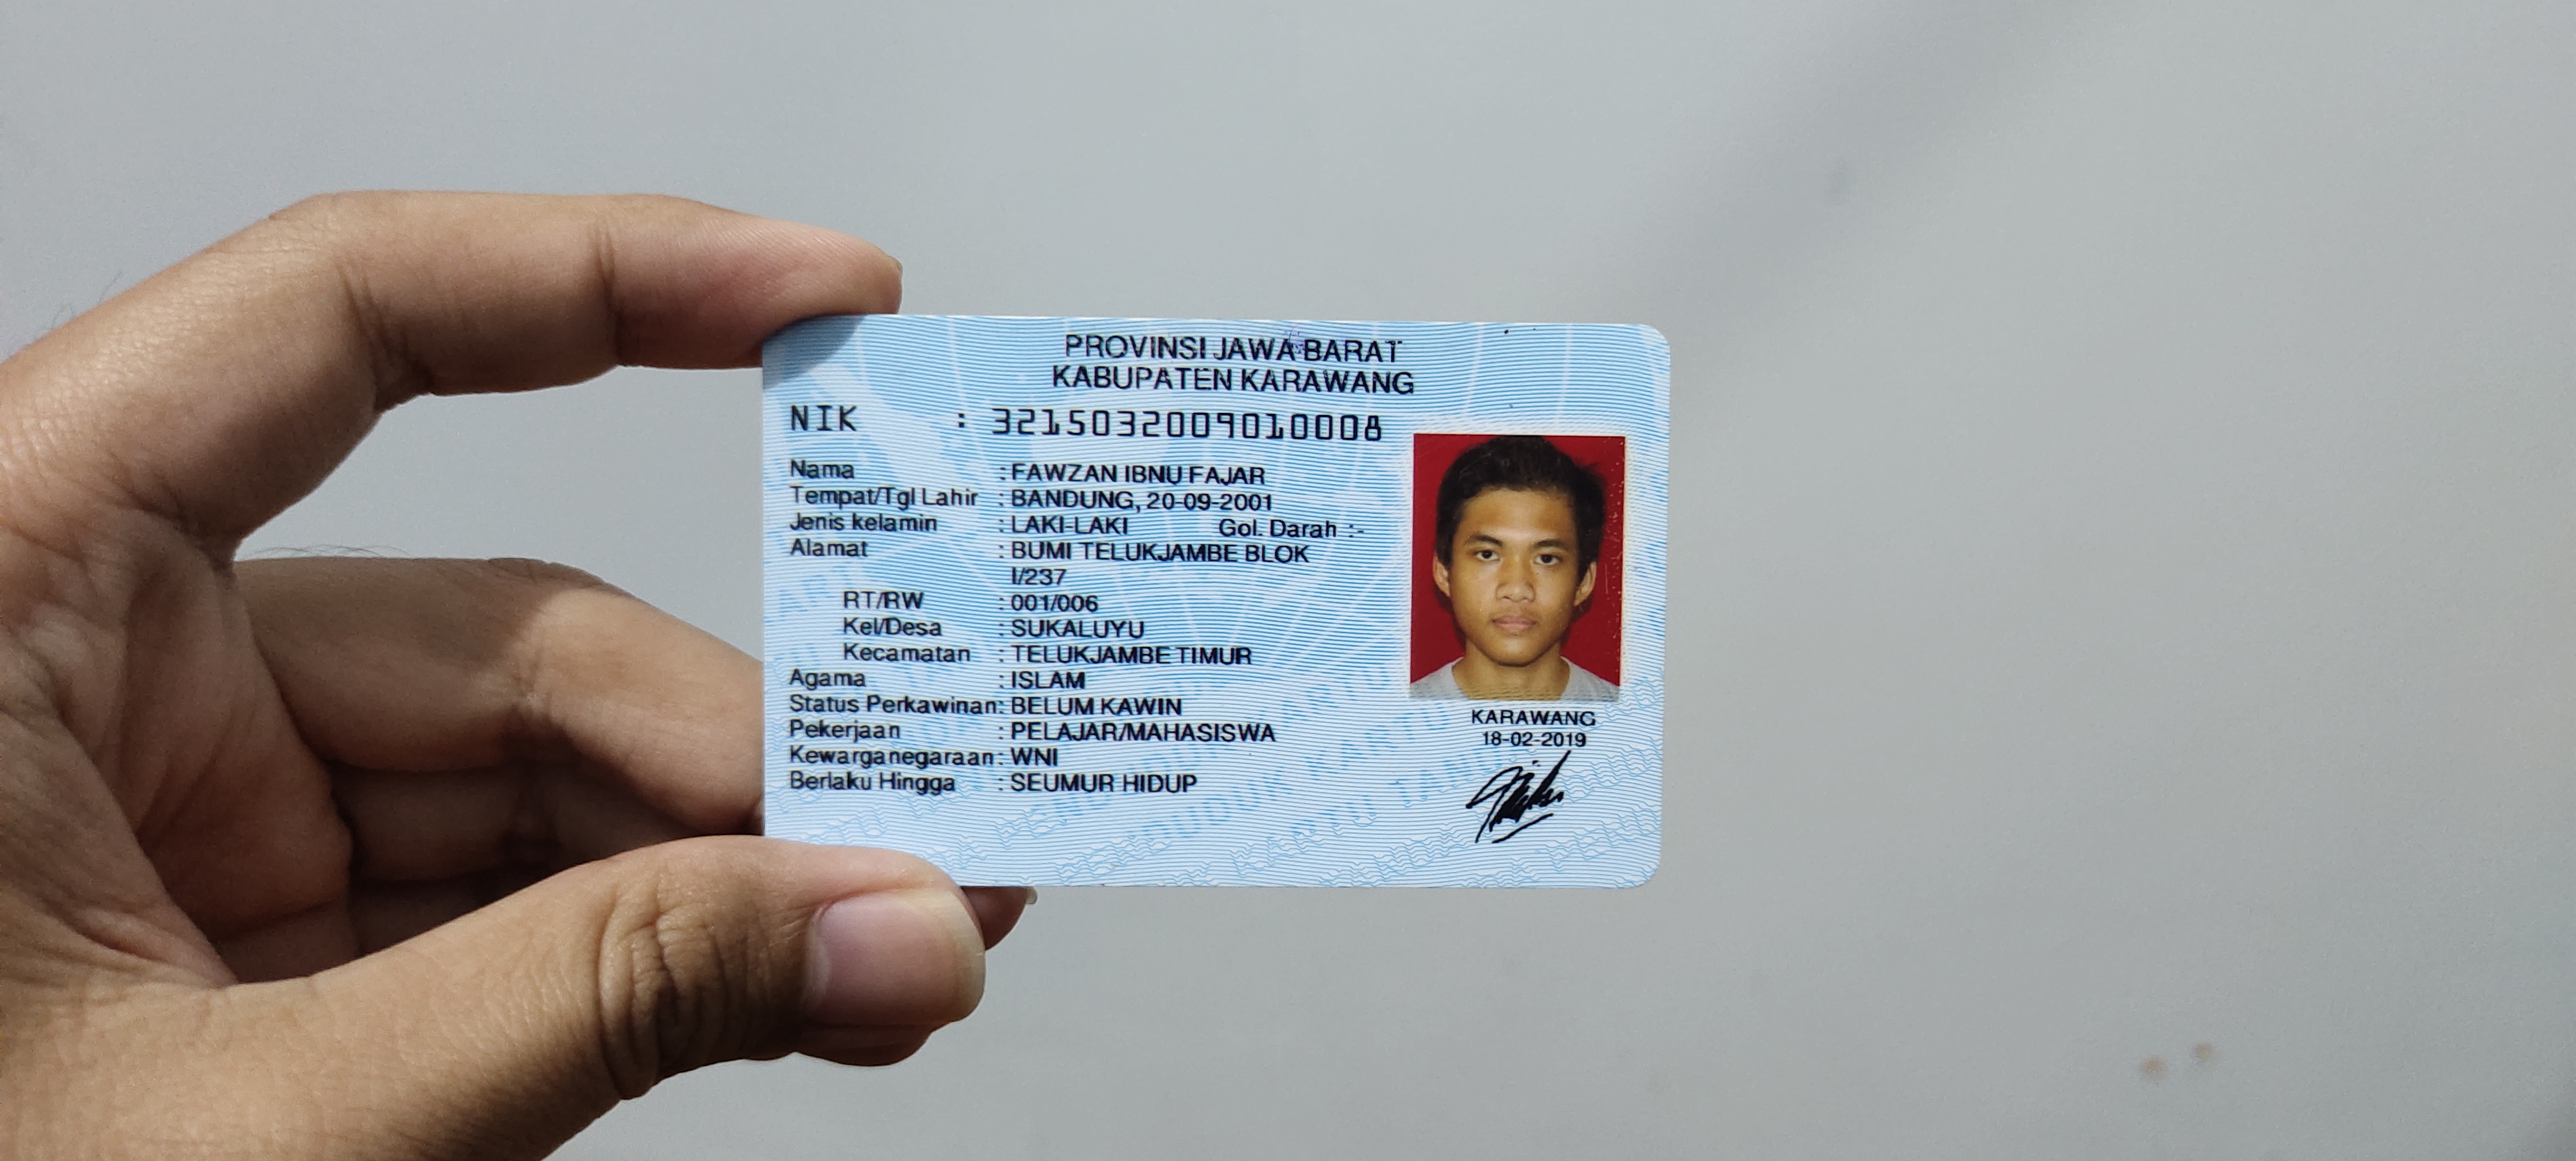 PROVINSI JAWA BARAT
KABUPATEN KARAWANG
NIK : 3215032009010008
Nama : FAWZAN IBNU FAJAR
Tempat/Tgl Lahir : BANDUNG, 20-09-2001
Jenis kelamin : LAKI-LAKI Gol. Darah :-
Alamat : BUMI TELUKJAMBE BLOK
I/237
RT/RW : 001/006
Kel/Desa : SUKALUYU
Kecamatan : TELUKJAMBE TIMUR
Agama : ISLAM
Status Perkawinan: BELUM KAWIN
Pekerjaan : PELAJAR/MAHASISWA
Kewarganegaraan: WNI
Berlaku Hingga : SEUMUR HIDUP
KARAWANG
18-02-2019